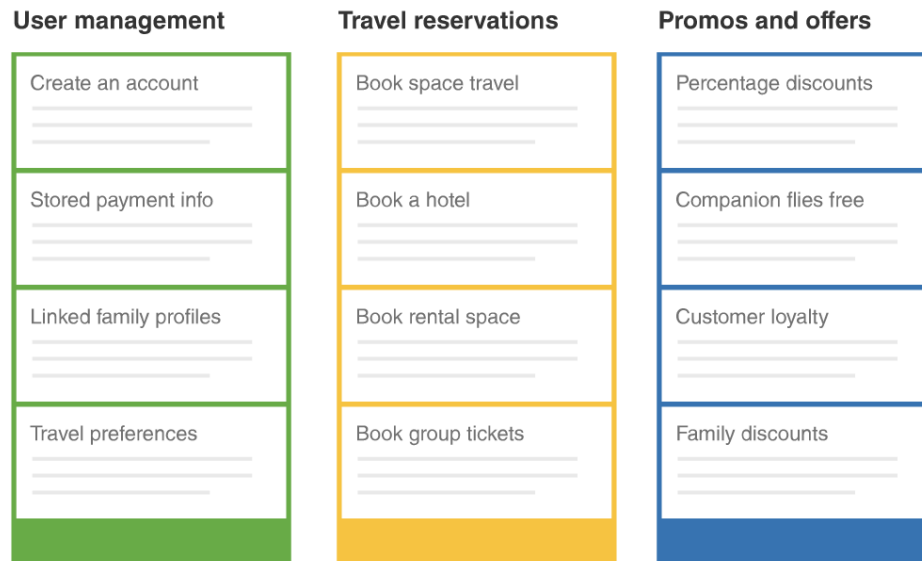 User management
Create an account
Stored payment info
Linked family profiles
Travel preferences
Travel reservations
Book space travel
Book a hotel
Book rental space
Book group tickets
Promos and offers
Percentage discounts
Companion flies free
Customer loyalty
Family discounts